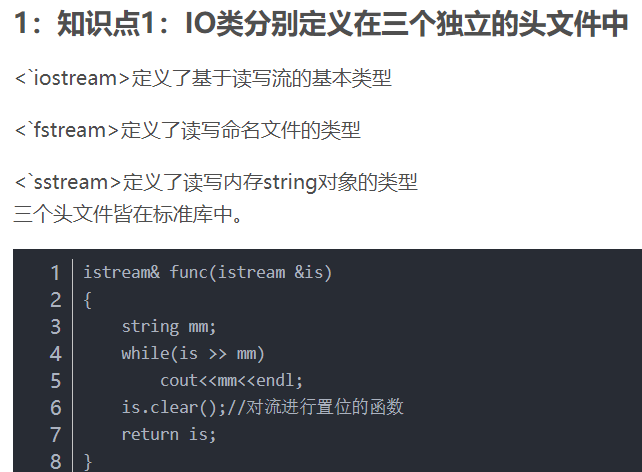 1：知识点1：IO类分别定义在三个独立的头文件中
<`iostream>定义了基于读写流的基本类型
<`fstream>定义了读写命名文件的类型
<`sstream>定义了读写内存string对象的类型
三个头文件皆在标准库中。
1 istream& func(istream &is)
2 {
3     string mm;
4     while(is >> mm)
5         cout<<mm<<endl;
6     is.clear();//对流进行置位的函数
7     return is;
8 }